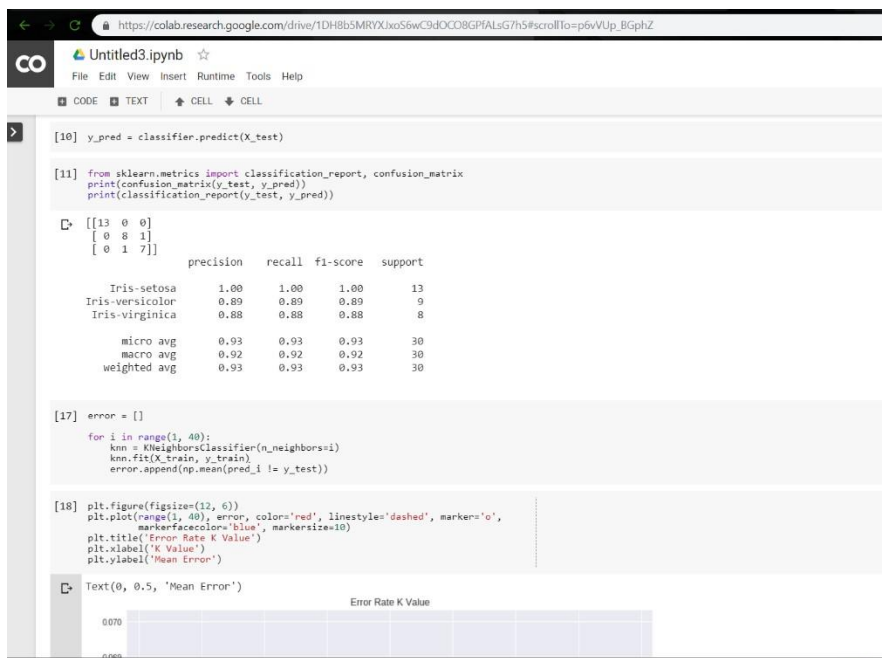 https://colab.research.google.com/drive/1DH8b5MRYXJxoS6wC9dOCO8GPfALsG7h5#scrollTo=p6vVUp_BGphZ
CO
Untitled3.ipynb
File Edit View Insert Runtime Tools Help
CODE TEXT CELL CELL
[10] y_pred = classifier.predict(X_test)
[11] from sklearn.metrics import classification_report, confusion_matrix
print(confusion_matrix(y_test, y_pred))
print(classification_report(y_test, y_pred))
[[13 0 0]
[ 0 8 1]
[ 0 1 7]]
precision recall f1-score support
Iris-setosa 1.00 1.00 1.00 13
Iris-versicolor 0.89 0.89 0.89 9
Iris-virginica 0.88 0.88 0.88 8
micro avg 0.93 0.93 0.93 30
macro avg 0.92 0.92 0.92 30
weighted avg 0.93 0.93 0.93 30
[17] error = []
for i in range(1, 40):
knn = KNeighborsClassifier(n_neighbors=i)
knn.fit(X_train, y_train)
error.append(np.mean(pred_i != y_test))
[18] plt.figure(figsize=(12, 6))
plt.plot(range(1, 40), error, color='red', linestyle='dashed', marker='o',
markerfacecolor='blue', markersize=10)
plt.title('Error Rate K Value')
plt.xlabel('K Value')
plt.ylabel('Mean Error')
Text(0, 0.5, 'Mean Error')
Error Rate K Value
0.070
0.069